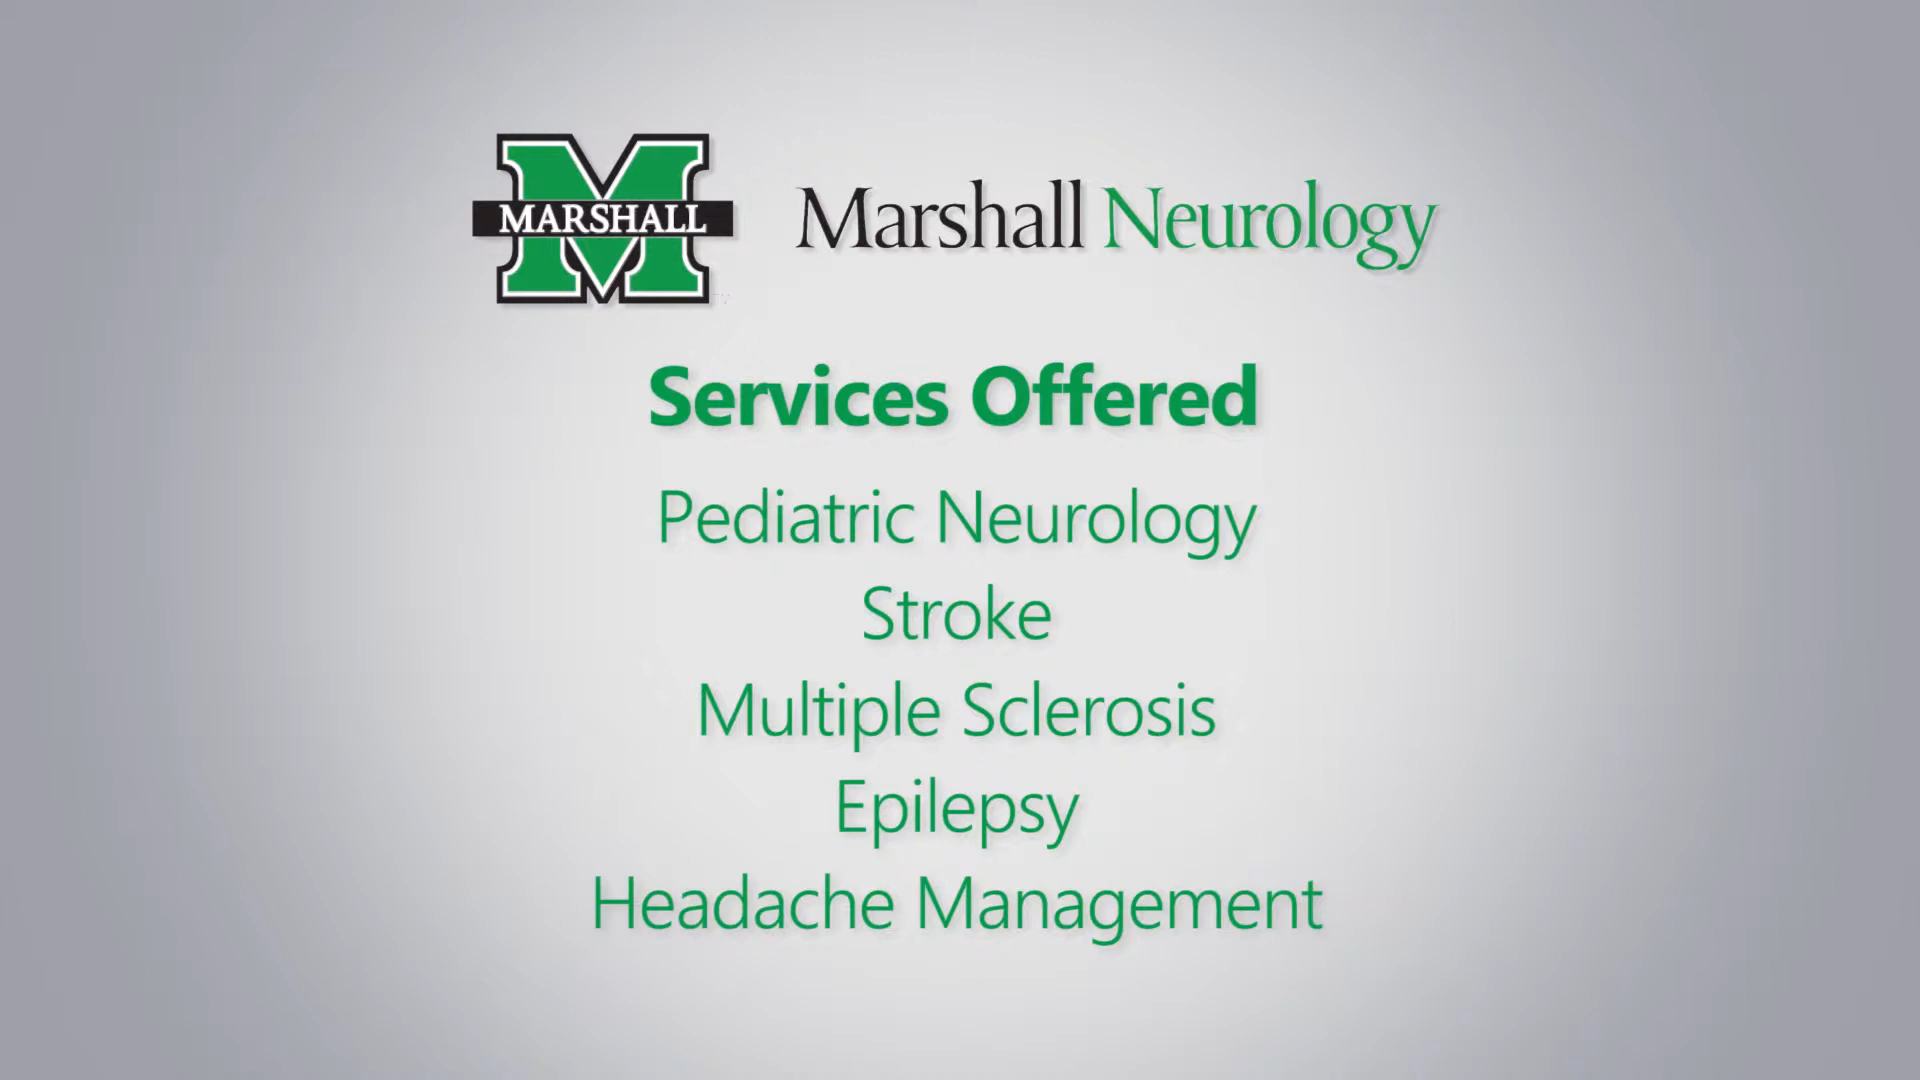 MARSHALL
Marshall Neurology
Services Offered
Pediatric Neurology
Stroke
Multiple Sclerosis
Epilepsy
Headache Management